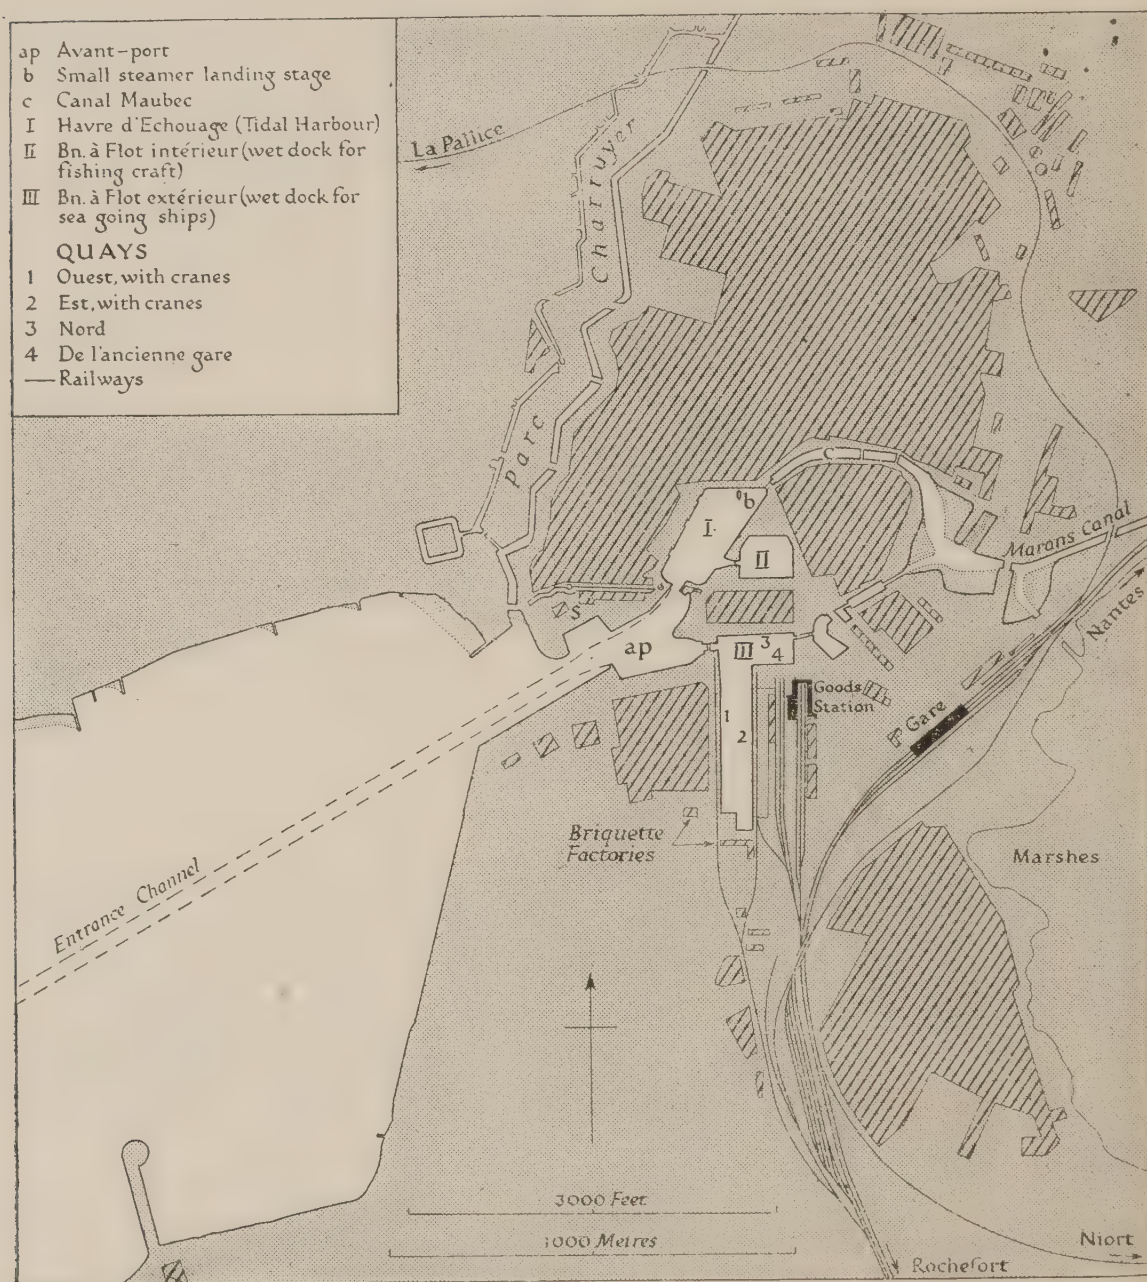 ap Avant-port
b Small steamer landing stage
c Canal Maubec
I Havre d'Echouage (Tidal Harbour)
II Bn. à Flot intérieur (wet dock for
fishing craft)
III Bn. à Flot extérieur (wet dock for
sea going ships)
QUAYS
1 Ouest, with cranes
2 Est, with cranes
3 Nord
4 De l'ancienne gare
Railways
La Pallice
Parc Charruyer
c
b
I
II
Marans Canal
S
Nantes
ap
III 3
4
Goods
Station
Gare
1
2
Briquette
Factories
Marshes
Entrance Channel
3000 Feet
1000 Metres
Niort
Rochefort